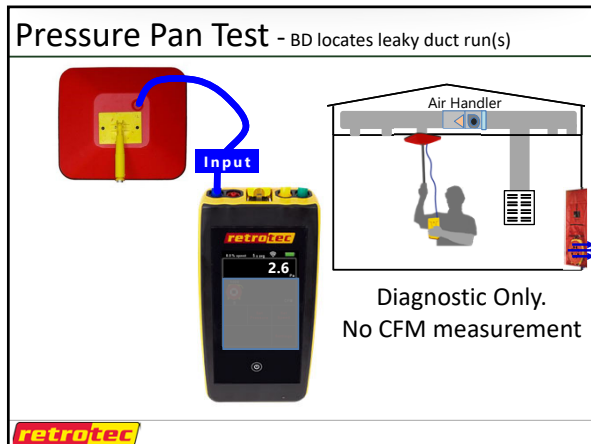 Pressure Pan Test - BD locates leaky duct run(s)
Air Handler
Input
retrotec
2.6
Pa
Diagnostic Only.
No CFM measurement
retrotec